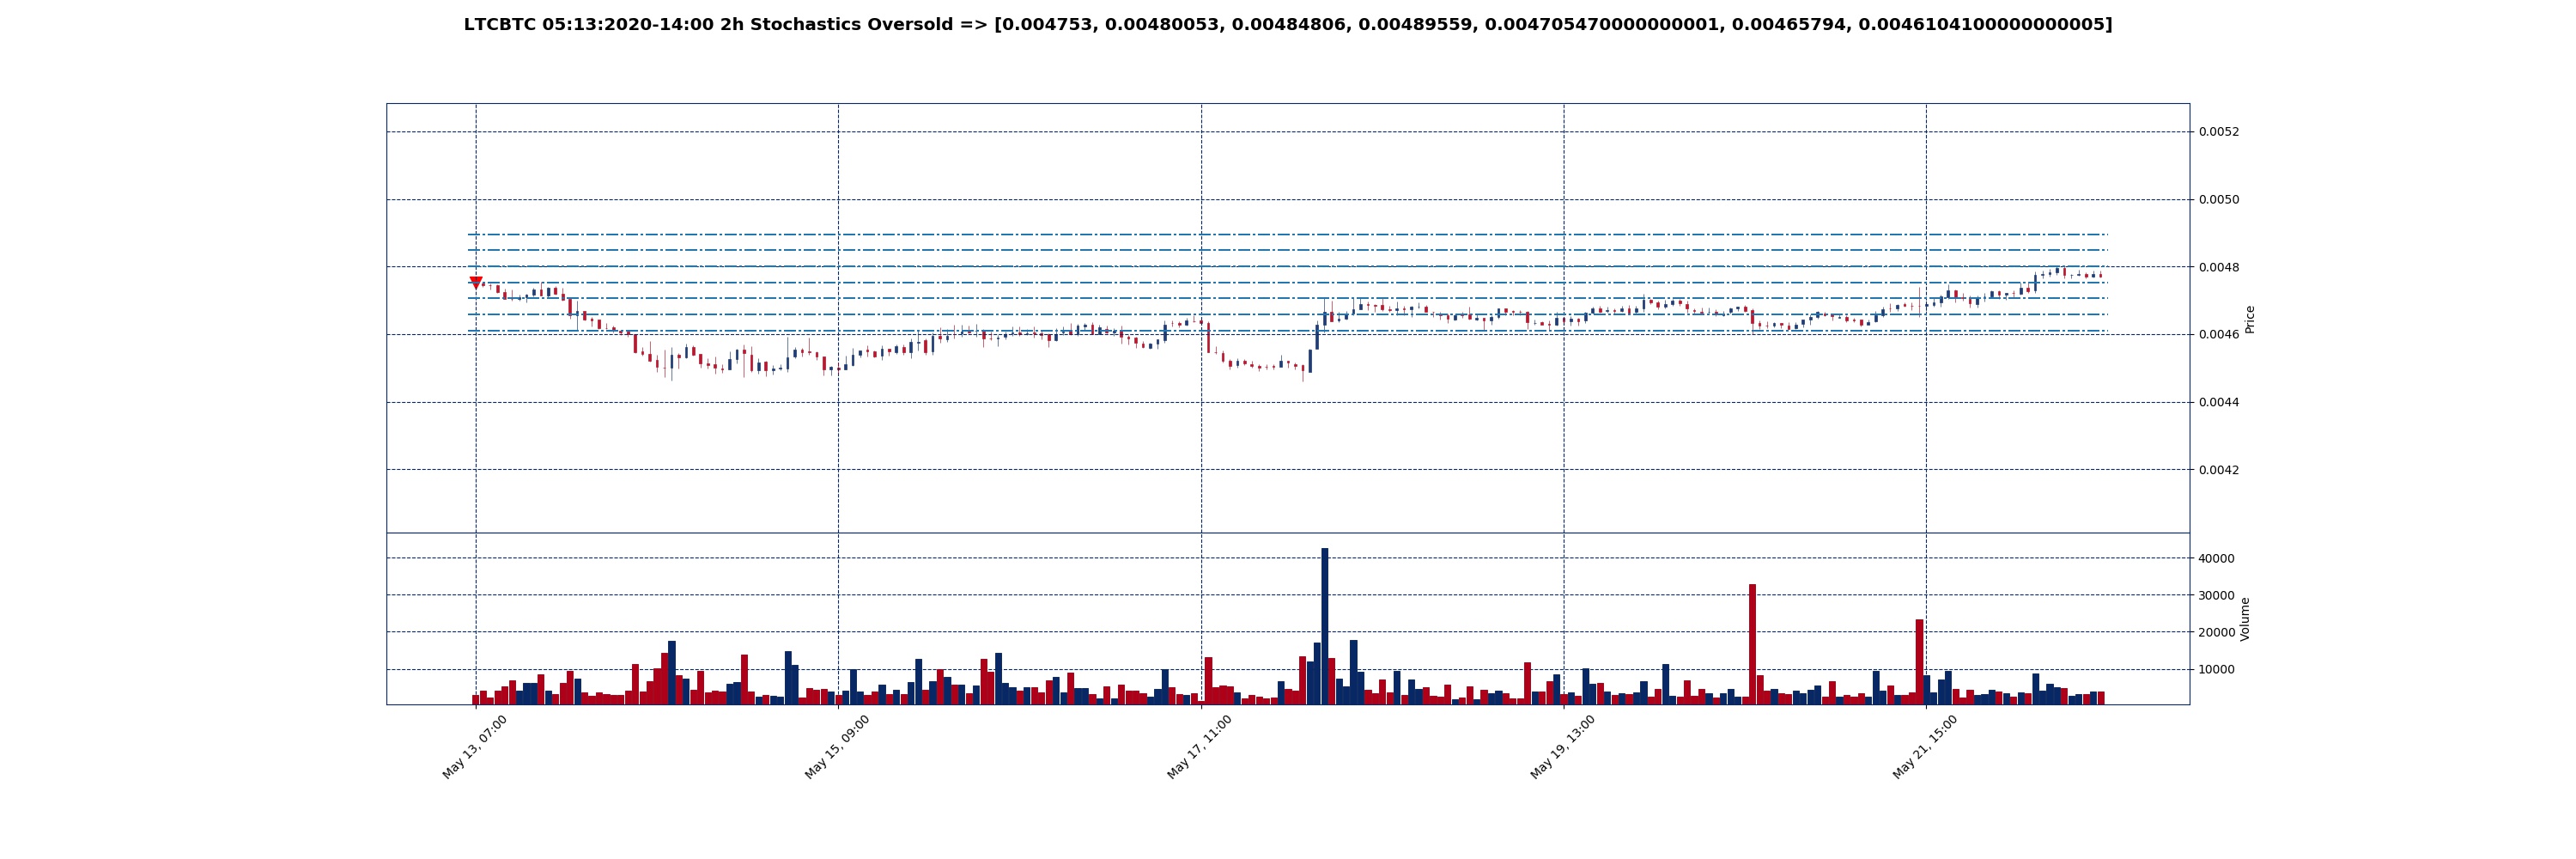 LTCBTC 05:13:2020-14:00 2h Stochastics Oversold => [0.004753, 0.00480053, 0.00484806, 0.00489559, 0.004705470000000001, 0.00465794, 0.0046104100000000005]
0.0052
0.0050
0.0048
0.0046
0.0044
0.0042
Price
40000
30000
20000
10000
Volume
May 13, 07:00
May 15, 09:00
May 17, 11:00
May 19, 13:00
May 21, 15:00